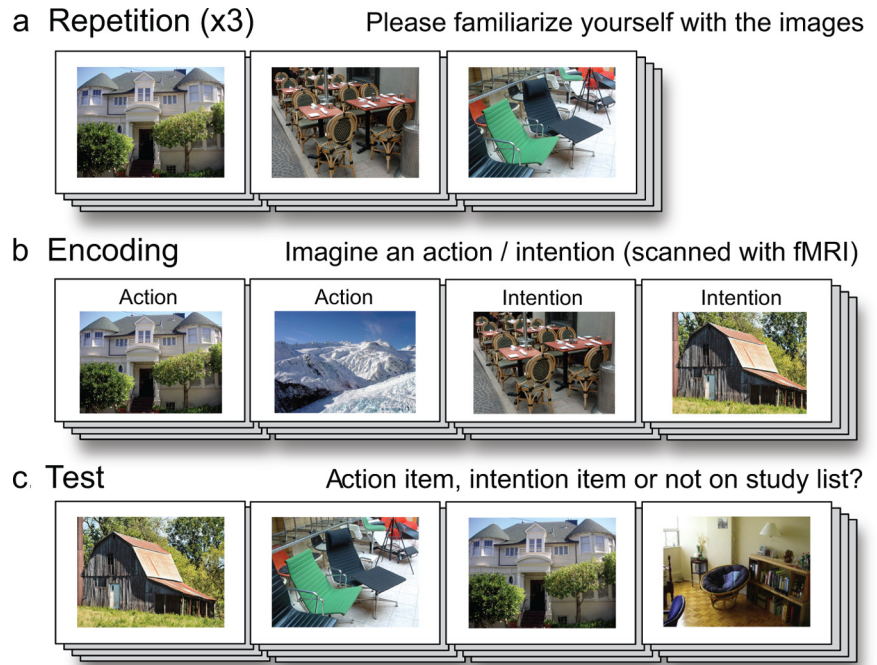 a Repetition (x3) Please familiarize yourself with the images
b Encoding Imagine an action / intention (scanned with fMRI)
Action Action Intention Intention
c. Test Action item, intention item or not on study list?